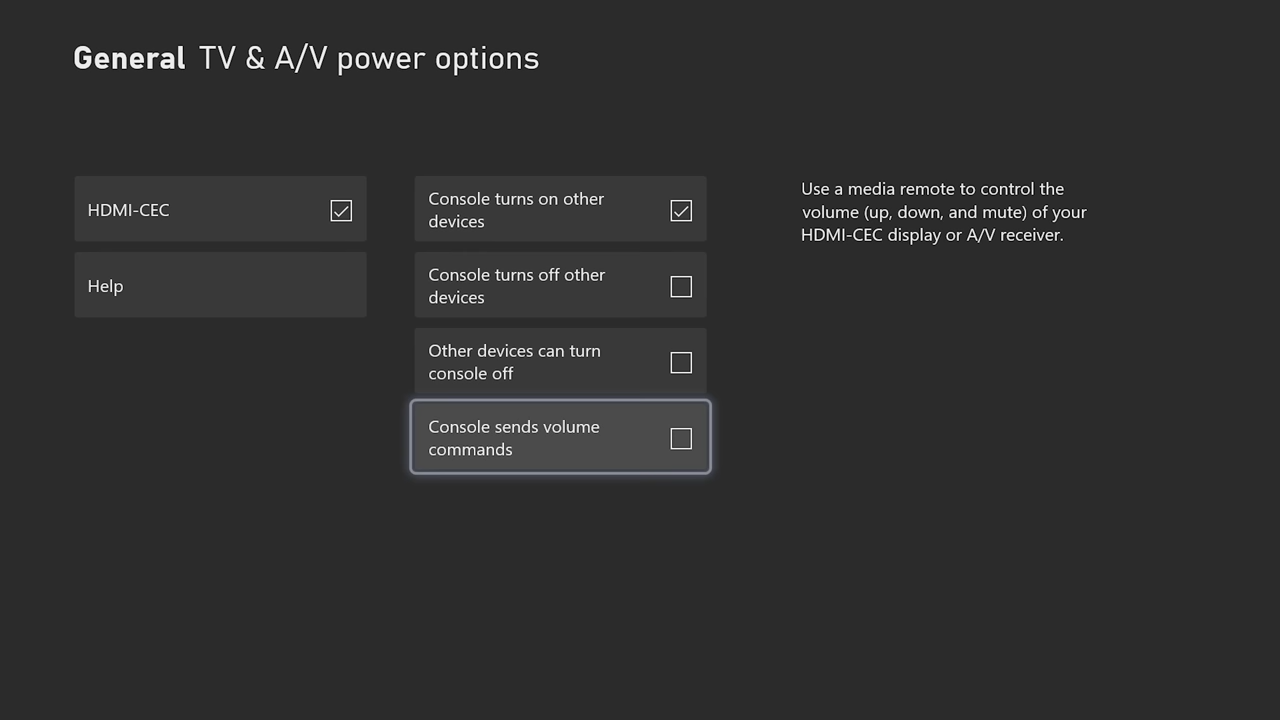 General TV & A/V power options
HDMI-CEC
Help
Console turns on other
devices
Console turns off other
devices
Other devices can turn
console off
Console sends volume
commands
Use a media remote to control the
volume (up, down, and mute) of your
HDMI-CEC display or A/V receiver.